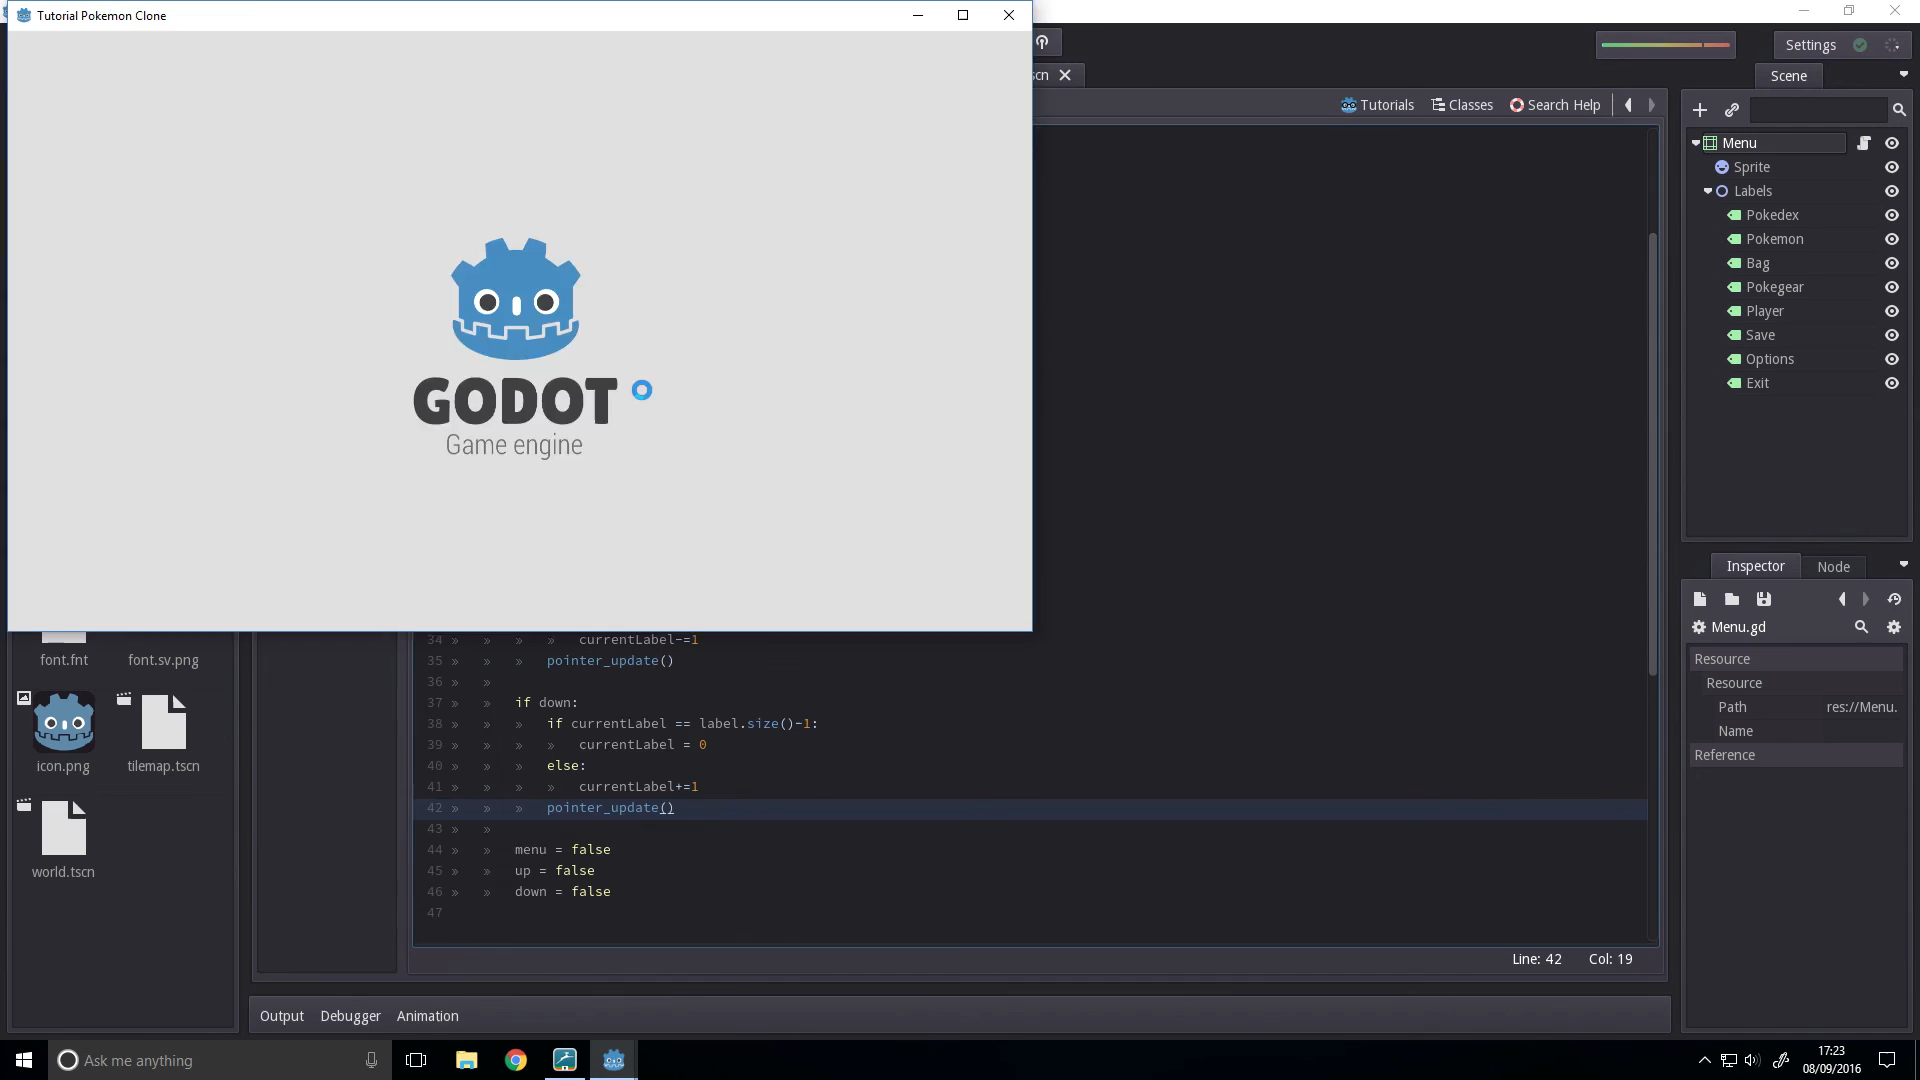 Tutorial Pokemon Clone
Settings
scn
Scene
Tutorials
Classes
Search Help
Menu
Sprite
Labels
Pokedex
Pokemon
Bag
Pokegear
Player
Save
Options
Exit
GODOT
Game engine
Inspector
Node
Menu.gd
Resource
Resource
Path
res://Menu.
Name
Reference
font.fnt
font.sv.png
icon.png
tilemap.tscn
world.tscn
34 » » » » currentLabel-=1
35 » » » pointer_update()
36 » »
37 » » if down:
38 » » » if currentLabel == label.size()-1:
39 » » » » currentLabel = 0
40 » » » else:
41 » » » » currentLabel+=1
42 » » » pointer_update()
43 » »
44 » » menu = false
45 » » up = false
46 » » down = false
47
Line: 42
Col: 19
Output
Debugger
Animation
Ask me anything
17:23
08/09/2016